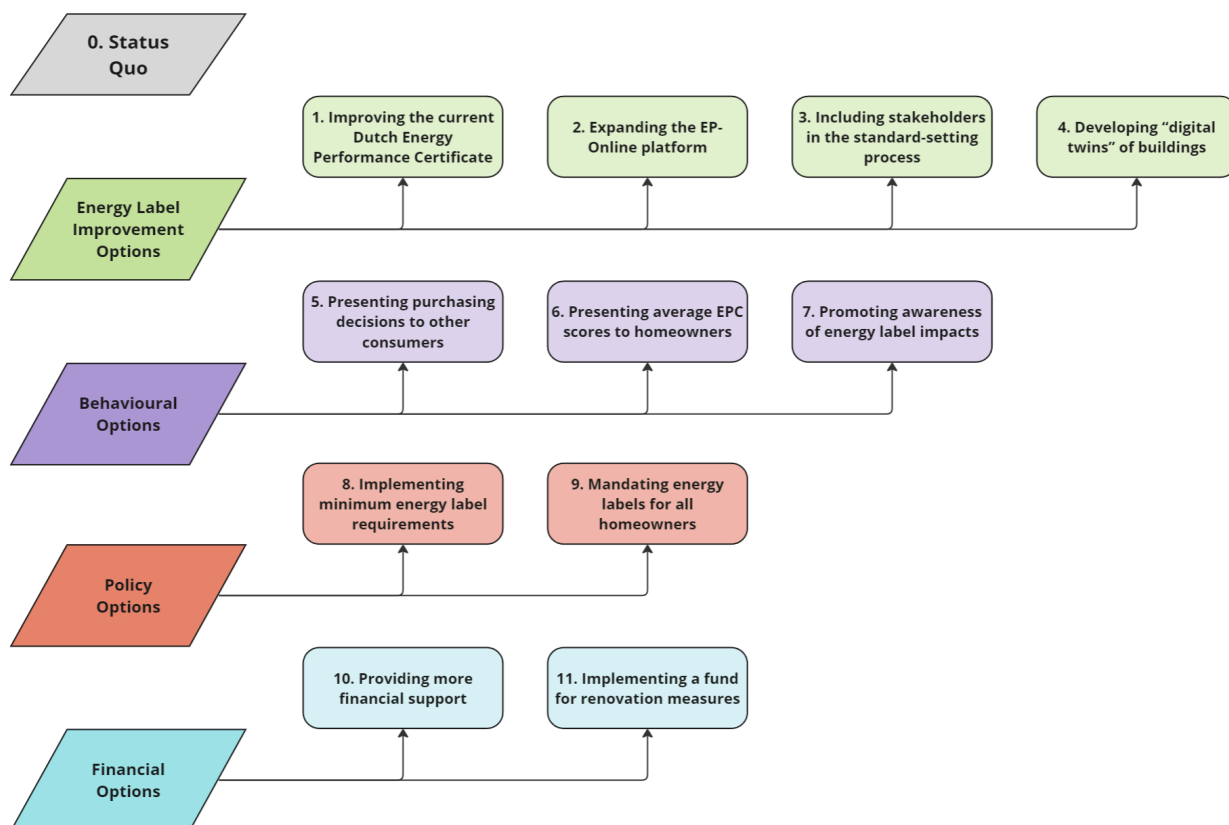 0. Status
Quo
1. Improving the current
Dutch Energy
Performance Certificate
2. Expanding the EP-
Online platform
3. Including stakeholders
in the standard-setting
process
4. Developing “digital
twins” of buildings
Energy Label
Improvement
Options
5. Presenting purchasing
decisions to other
consumers
6. Presenting average EPC
scores to homeowners
7. Promoting awareness
of energy label impacts
Behavioural
Options
8. Implementing
minimum energy label
requirements
9. Mandating energy
labels for all
homeowners
Policy
Options
10. Providing more
financial support
11. Implementing a fund
for renovation measures
Financial
Options